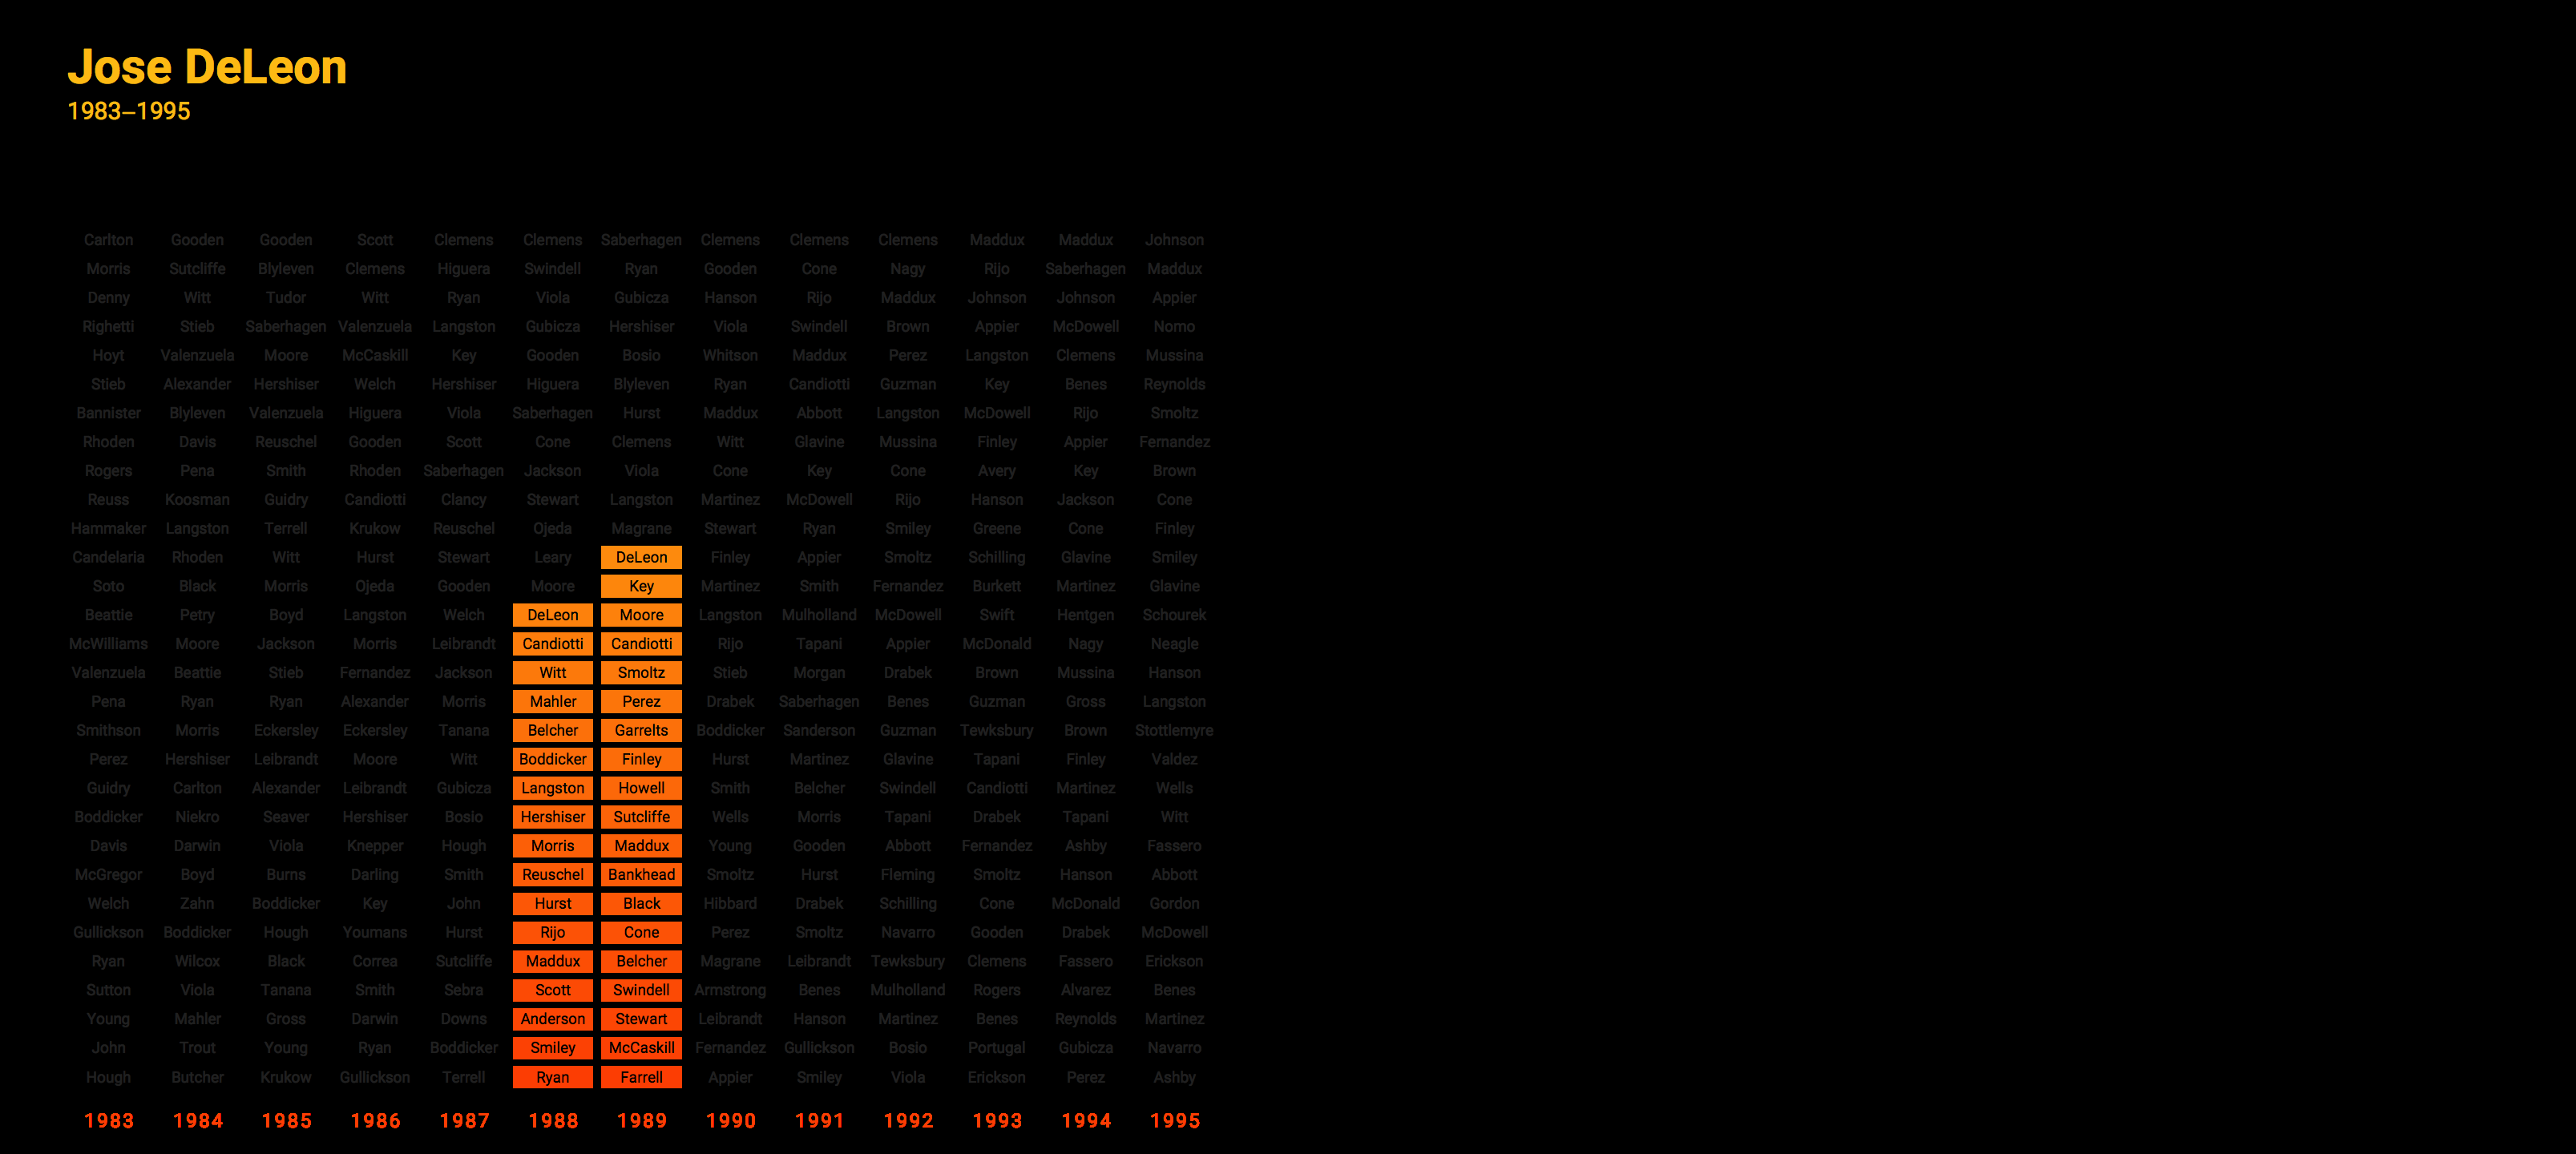 Jose DeLeon
1983–1995
Carlton Gooden Gooden Scott Clemens Clemens Saberhagen Clemens Clemens Clemens Maddux Maddux Johnson
Morris Sutcliffe Blyleven Clemens Higuera Swindell Ryan Gooden Cone Nagy Rijo Saberhagen Maddux
Denny Witt Tudor Witt Ryan Viola Gubicza Hanson Rijo Maddux Johnson Johnson Appier
Righetti Stieb Saberhagen Valenzuela Langston Gubicza Hershiser Viola Swindell Brown Appier McDowell Nomo
Hoyt Valenzuela Moore McCaskill Key Gooden Bosio Whitson Maddux Perez Langston Clemens Mussina
Stieb Alexander Hershiser Welch Hershiser Higuera Blyleven Ryan Candiotti Guzman Key Benes Reynolds
Bannister Blyleven Valenzuela Higuera Viola Saberhagen Hurst Maddux Abbott Langston McDowell Rijo Smoltz
Rhoden Davis Reuschel Gooden Scott Cone Clemens Witt Glavine Mussina Finley Appier Fernandez
Rogers Pena Smith Rhoden Saberhagen Jackson Viola Cone Key Cone Avery Key Brown
Reuss Koosman Guidry Candiotti Clancy Stewart Langston Martinez McDowell Rijo Hanson Jackson Cone
Hammaker Langston Terrell Krukow Reuschel Ojeda Magrane Stewart Ryan Smiley Greene Cone Finley
Candelaria Rhoden Witt Hurst Stewart Leary DeLeon Finley Appier Smoltz Schilling Glavine Smiley
Soto Black Morris Ojeda Gooden Moore Key Martinez Smith Fernandez Burkett Martinez Glavine
Beattie Petry Boyd Langston Welch DeLeon Moore Langston Mulholland McDowell Swift Hentgen Schourek
McWilliams Moore Jackson Morris Leibrandt Candiotti Candiotti Rijo Tapani Appier McDonald Nagy Neagle
Valenzuela Beattie Stieb Fernandez Jackson Witt Smoltz Stieb Morgan Drabek Brown Mussina Hanson
Pena Ryan Ryan Alexander Morris Mahler Perez Drabek Saberhagen Benes Guzman Gross Langston
Smithson Morris Eckersley Eckersley Tanana Belcher Garrelts Boddicker Sanderson Guzman Tewksbury Brown Stottlemyre
Perez Hershiser Leibrandt Moore Witt Boddicker Finley Hurst Martinez Glavine Tapani Finley Valdez
Guidry Carlton Alexander Leibrandt Gubicza Langston Howell Smith Belcher Swindell Candiotti Martinez Wells
Boddicker Niekro Seaver Hershiser Bosio Hershiser Sutcliffe Wells Morris Tapani Drabek Tapani Witt
Davis Darwin Viola Knepper Hough Morris Maddux Young Gooden Abbott Fernandez Ashby Fassero
McGregor Boyd Burns Darling Smith Reuschel Bankhead Smoltz Hurst Fleming Smoltz Hanson Abbott
Welch Zahn Boddicker Key John Hurst Black Hibbard Drabek Schilling Cone McDonald Gordon
Gullickson Boddicker Hough Youmans Hurst Rijo Cone Perez Smoltz Navarro Gooden Drabek McDowell
Ryan Wilcox Black Correa Sutcliffe Maddux Belcher Magrane Leibrandt Tewksbury Clemens Fassero Erickson
Sutton Viola Tanana Smith Sebra Scott Swindell Armstrong Benes Mulholland Rogers Alvarez Benes
Young Mahler Gross Darwin Downs Anderson Stewart Leibrandt Hanson Martinez Benes Reynolds Martinez
John Trout Young Ryan Boddicker Smiley McCaskill Fernandez Gullickson Bosio Portugal Gubicza Navarro
Hough Butcher Krukow Gullickson Terrell Ryan Farrell Appier Smiley Viola Erickson Perez Ashby
1983 1984 1985 1986 1987 1988 1989 1990 1991 1992 1993 1994 1995